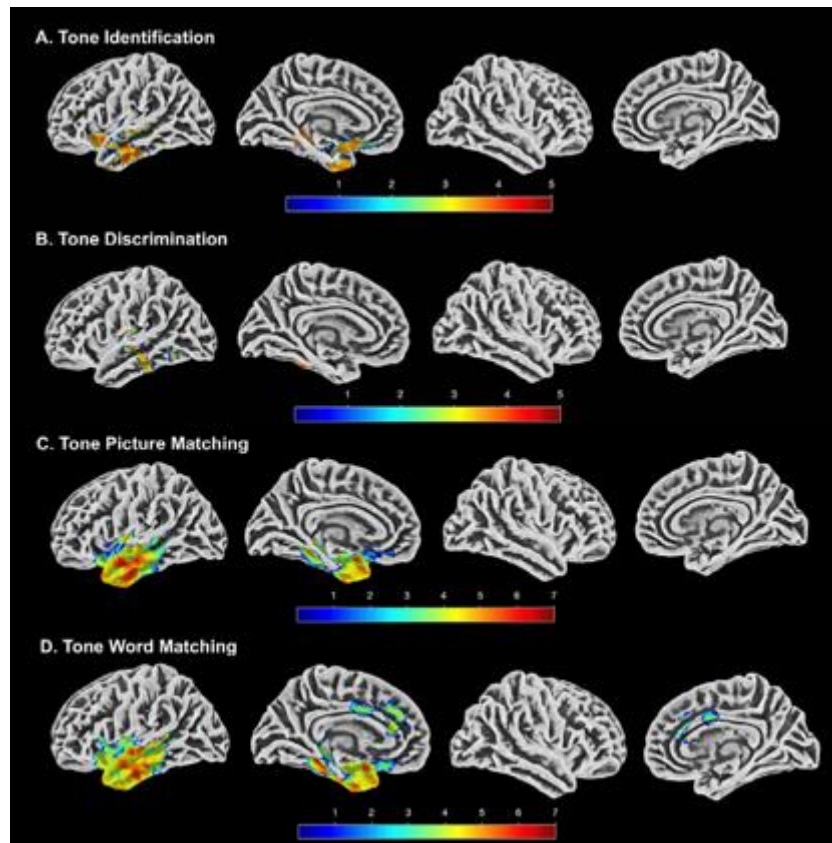 A. Tone Identification
1 2 3 4 5
B. Tone Discrimination
1 2 3 4 5
C. Tone Picture Matching
1 2 3 4 5 6 7
D. Tone Word Matching
1 2 3 4 5 6 7